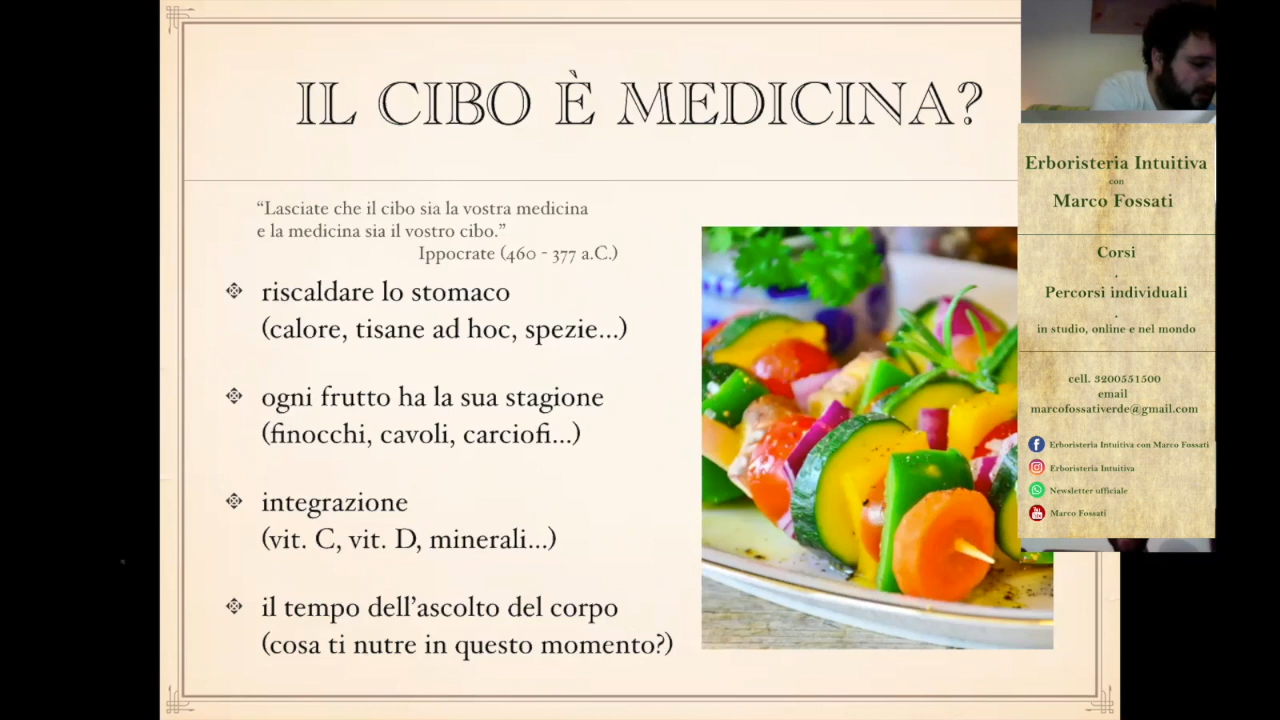 IL CIBO È MEDICINA?
“Lasciate che il cibo sia la vostra medicina
e la medicina sia il vostro cibo.”
Ippocrate (460 - 377 a.C.)
riscaldare lo stomaco
(calore, tisane ad hoc, spezie...)
ogni frutto ha la sua stagione
(finocchi, cavoli, carciofi...)
integrazione
(vit. C, vit. D, minerali...)
il tempo dell’ascolto del corpo
(cosa ti nutre in questo momento?)
Erboristeria Intuitiva
con
Marco Fossati
Corsi
.
Percorsi individuali
.
in studio, online e nel mondo
cell. 3200551500
email
marcofossativerde@gmail.com
Erboristeria Intuitiva con Marco Fossati
Erboristeria Intuitiva
Newsletter officiale
Marco Fossati